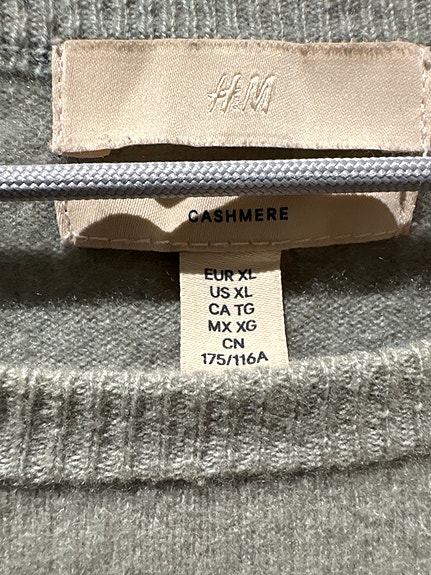 H&M
CASHMERE
EUR XL
US XL
CA TG
MX XG
CN
175/116A